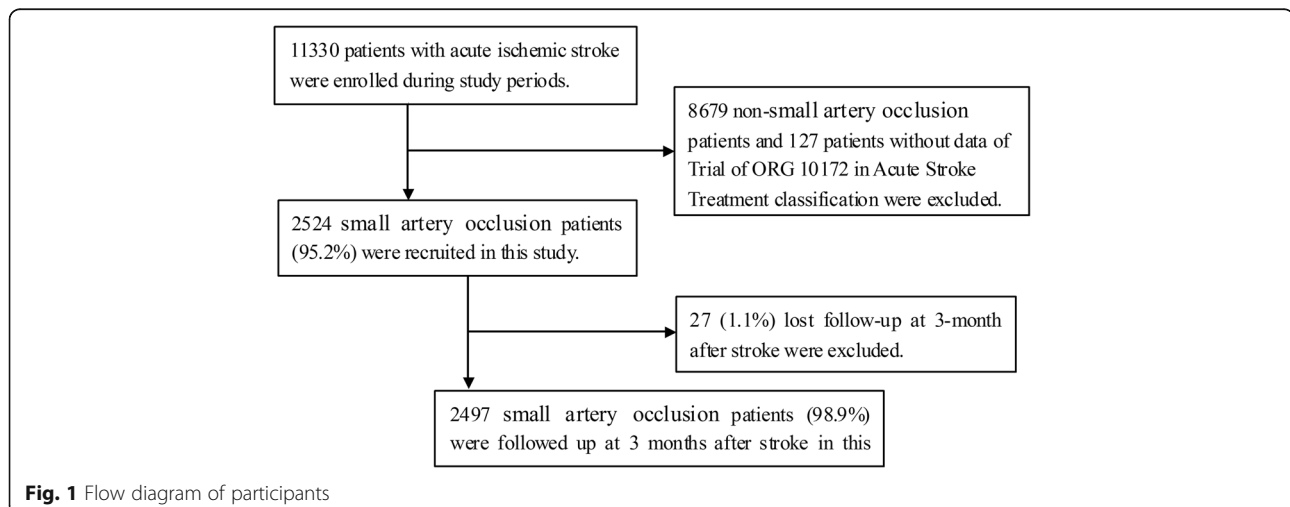 11330 patients with acute ischemic stroke
were enrolled during study periods.
8679 non-small artery occlusion
patients and 127 patients without data of
Trial of ORG 10172 in Acute Stroke
Treatment classification were excluded.
2524 small artery occlusion patients
(95.2%) were recruited in this study.
27 (1.1%) lost follow-up at 3-month
after stroke were excluded.
2497 small artery occlusion patients (98.9%)
were followed up at 3 months after stroke in this
Fig. 1 Flow diagram of participants